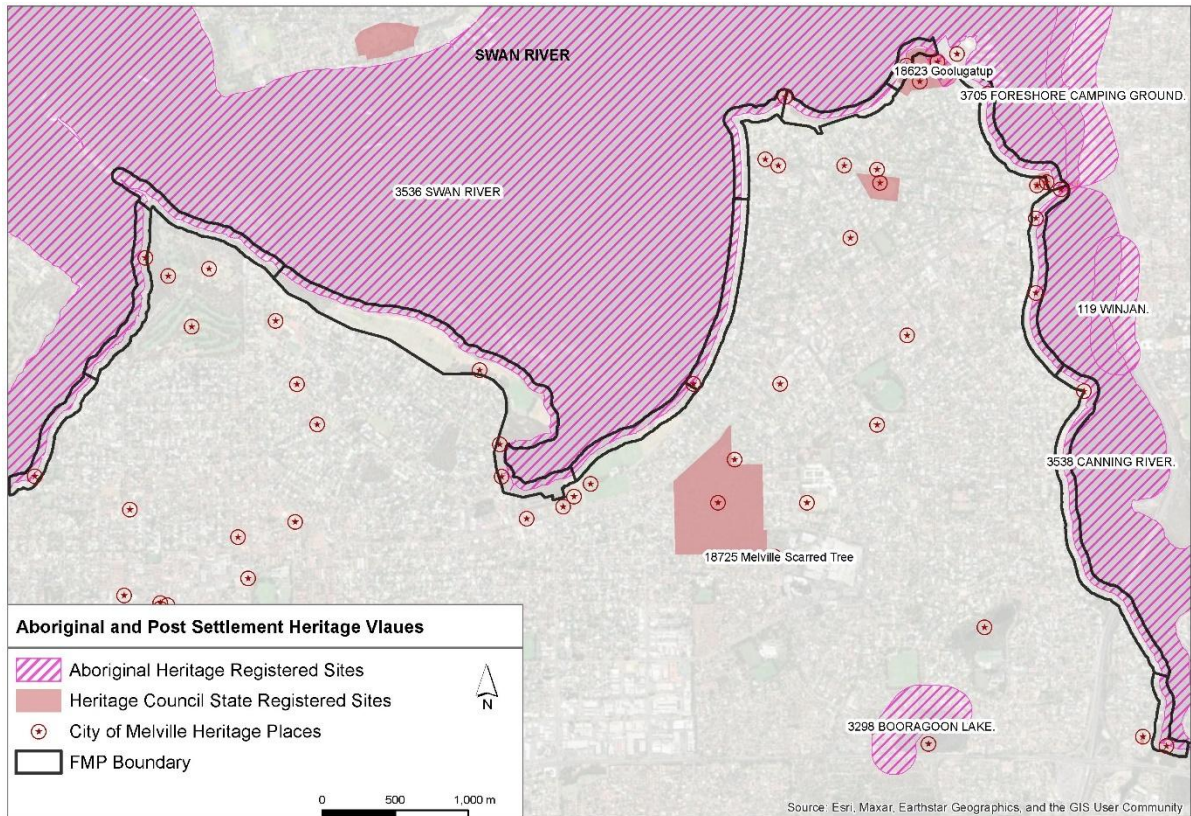 SWAN RIVER
18623 Goolugatup
3705 FORESHORE CAMPING GROUND.
3536 SWAN RIVER
119 WINJAN.
3538 CANNING RIVER.
18725 Melville Scarred Tree
3298 BOORAGOON LAKE.
Aboriginal and Post Settlement Heritage Vlaues
Aboriginal Heritage Registered Sites
Heritage Council State Registered Sites
City of Melville Heritage Places
FMP Boundary
N
0 500 1,000 m
Source: Esri, Maxar, Earthstar Geographics, and the GIS User Community